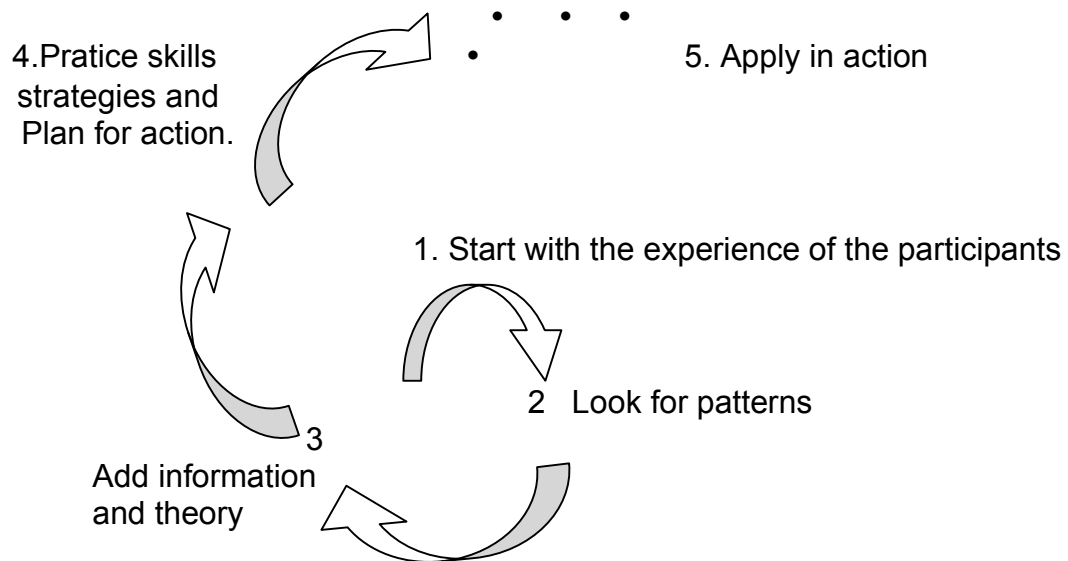 4.Pratice skills
strategies and
Plan for action.
5. Apply in action
1. Start with the experience of the participants
2 Look for patterns
3
Add information
and theory